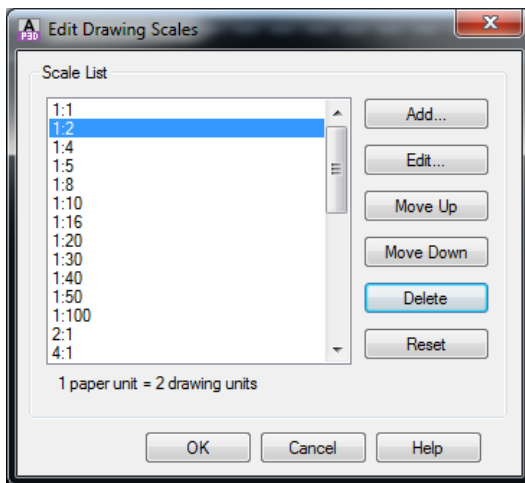 A
P3D
Edit Drawing Scales
Scale List
1:1
1:2
1:4
1:5
1:8
1:10
1:16
1:20
1:30
1:40
1:50
1:100
2:1
4:1
Add...
Edit...
Move Up
Move Down
Delete
Reset
1 paper unit = 2 drawing units
OK
Cancel
Help